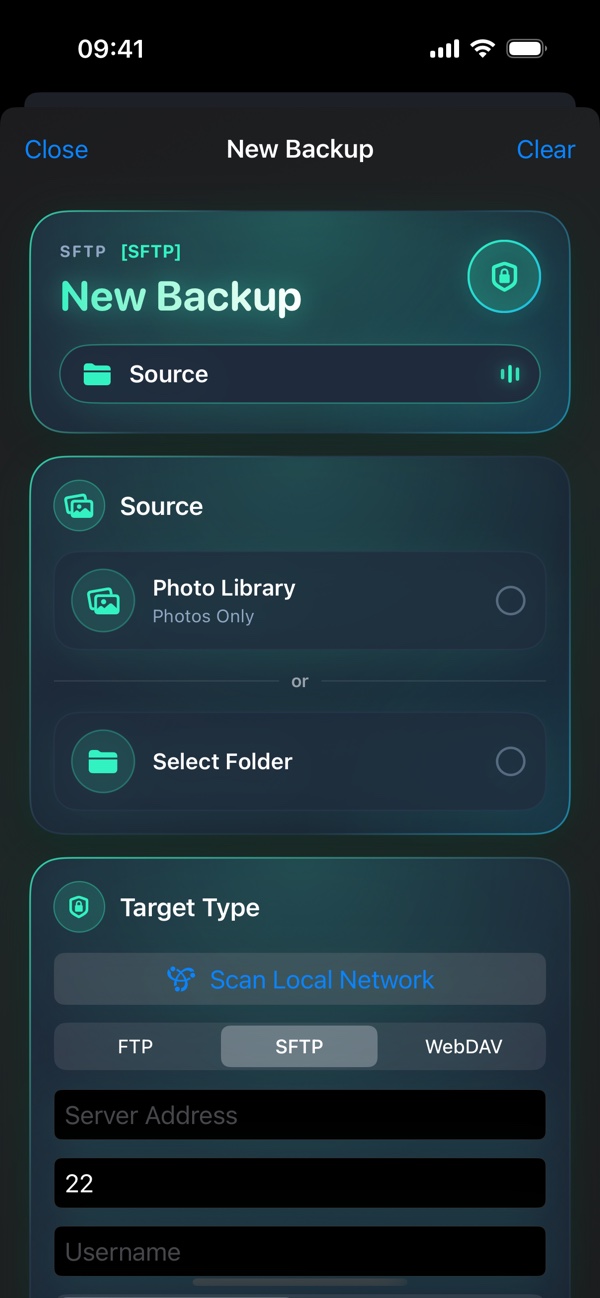 09:41
Close
New Backup
Clear
SFTP [SFTP]
New Backup
Source
Source
Photo Library
Photos Only
or
Select Folder
Target Type
Scan Local Network
FTP
SFTP
WebDAV
Server Address
22
Username